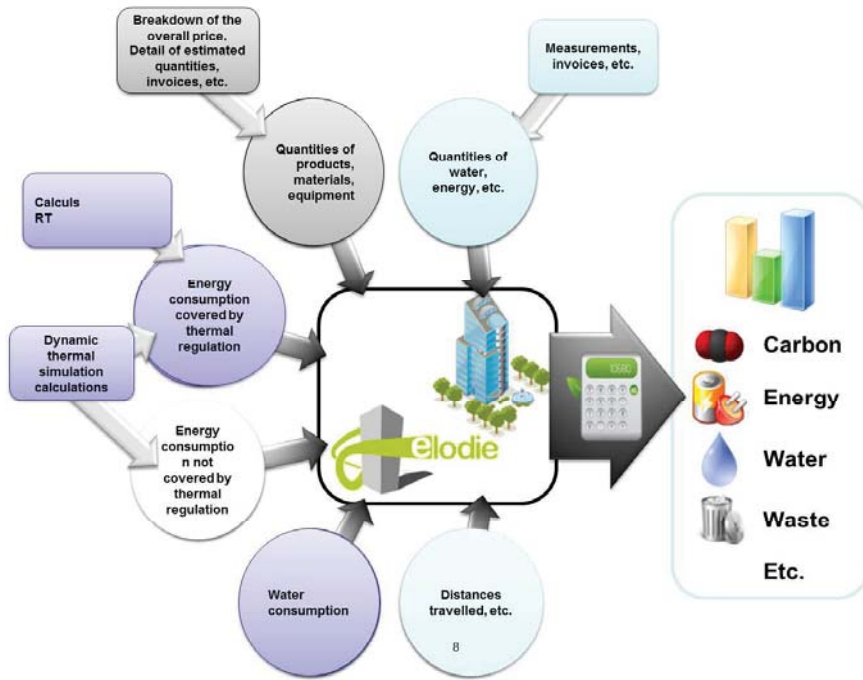 Breakdown of the
overall price.
Detail of estimated
quantities,
invoices, etc.
Measurements,
invoices, etc.
Quantities of
products,
materials,
equipment
Quantities of
water,
energy, etc.
Calculs
RT
Energy
consumption
covered by
thermal
regulation
Dynamic
thermal
simulation
calculations
Energy
consumptio
n not
covered by
thermal
regulation
elodie
Water
consumption
Distances
travelled, etc.
8
Carbon
Energy
Water
Waste
Etc.